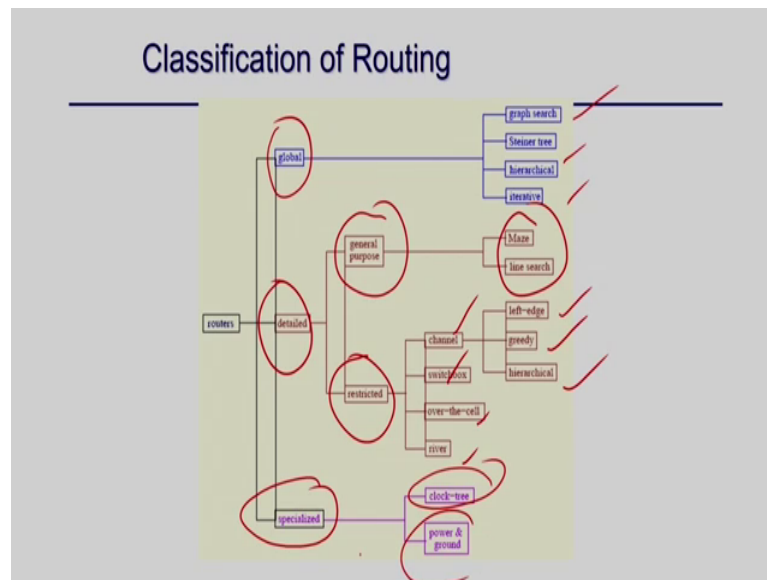 Classification of Routing
graph search
global
Steiner tree
hierarchical
iterative
general
purpose
Maze
line search
routers
detailed
left-edge
channel
greedy
switchbox
hierarchical
restricted
over-the-cell
river
clock-tree
specialized
power &
ground